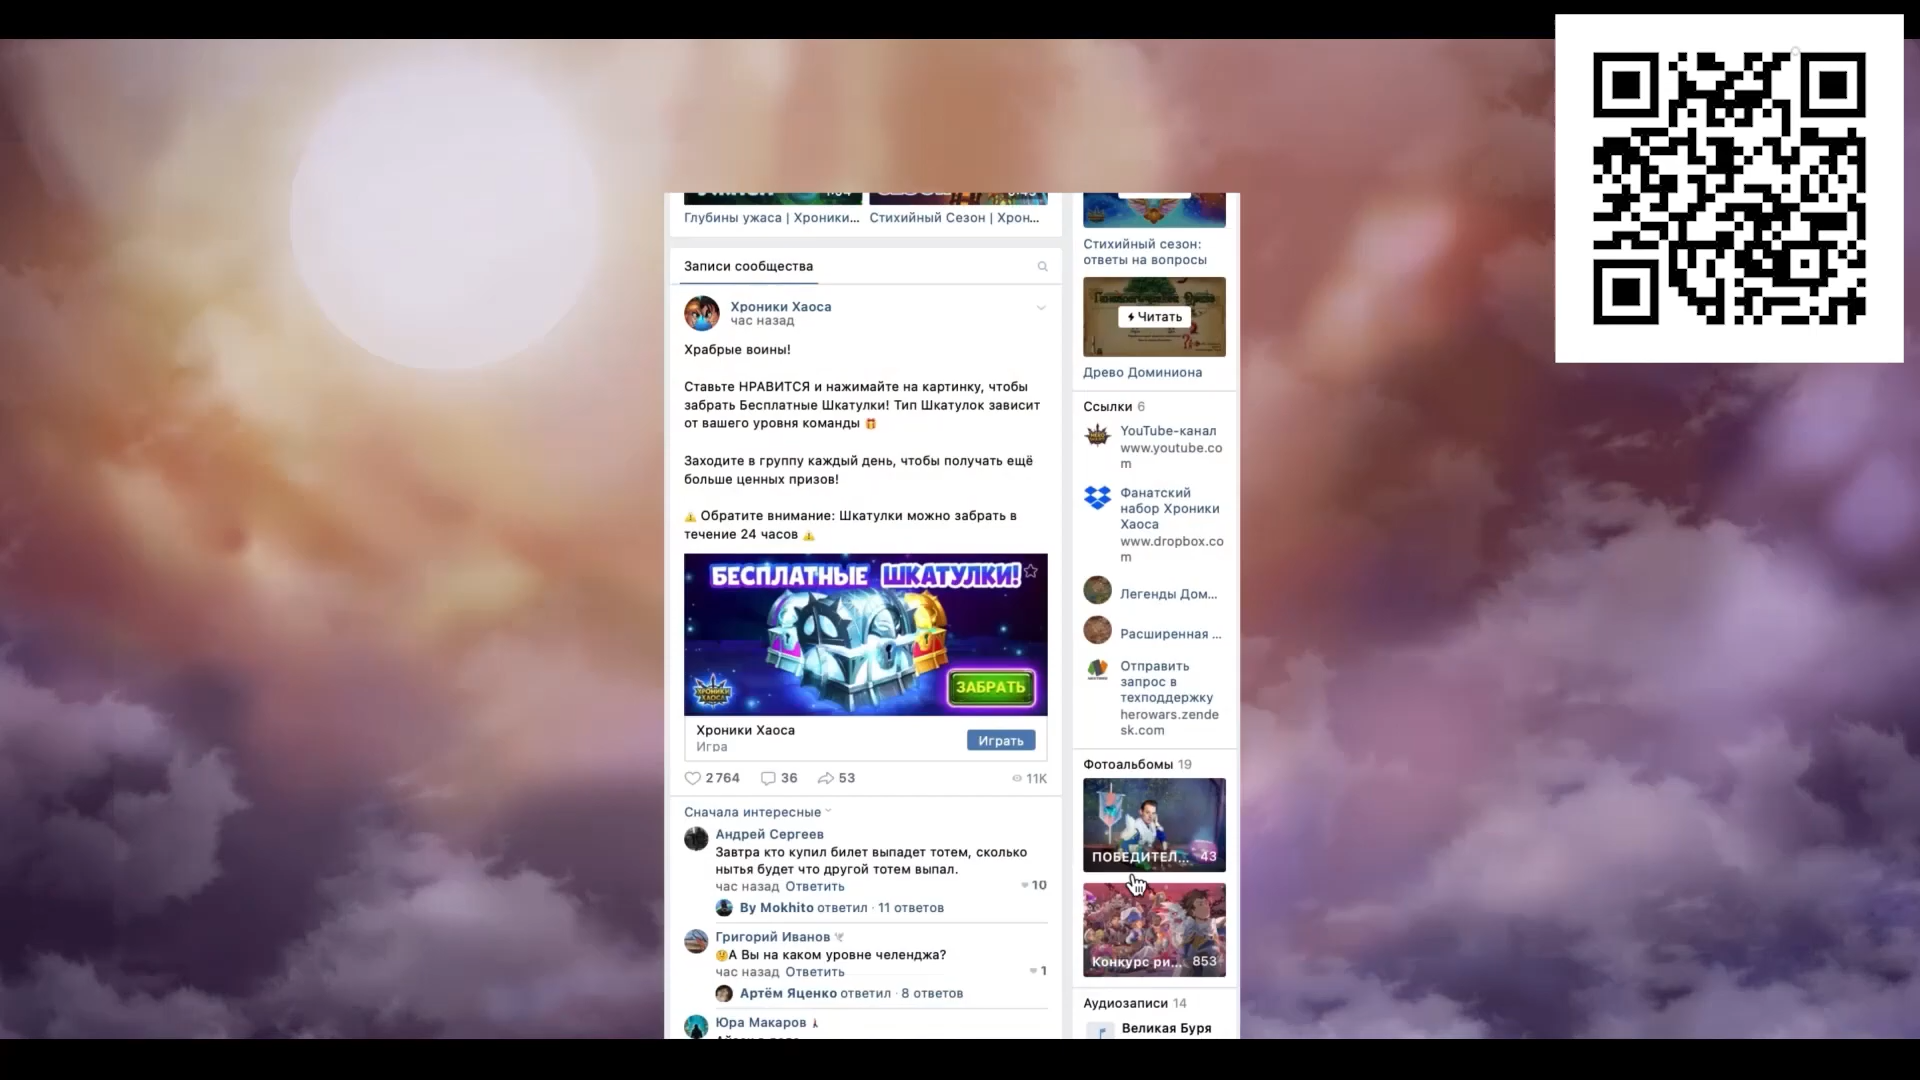 Глубины ужаса | Хроники...
Стихийный Сезон | Хрон...
Записи сообщества
Хроники Хаоса
час назад
Храбрые воины!
Ставьте НРАВИТСЯ и нажимайте на картинку, чтобы
забрать Бесплатные Шкатулки! Тип Шкатулок зависит
от вашего уровня команды
Заходите в группу каждый день, чтобы получать ещё
больше ценных призов!
Обратите внимание: Шкатулки можно забрать в
течение 24 часов
БЕСПЛАТНЫЕ ШКАТУЛКИ!
ХРОНИКИ
ХАОСА
ЗАБРАТЬ
Хроники Хаоса
Игра
Играть
2 764
36
53
11K
Сначала интересные
Андрей Сергеев
Завтра кто купил билет выпадет тотем, сколько
нытья будет что другой тотем выпал.
час назад Ответить
10
By Mokhito ответил · 11 ответов
Григорий Иванов
А Вы на каком уровне челенджа?
час назад Ответить
1
Артём Яценко ответил · 8 ответов
Юра Макаров
Стихийный сезон:
ответы на вопросы
Читать
Древо Доминиона
Ссылки 6
YouTube-канал
www.youtube.co
m
Фанатский
набор Хроники
Хаоса
www.dropbox.co
m
Легенды Дом...
Расширенная ...
Отправить
запрос в
техподдержку
herowars.zende
sk.com
Фотоальбомы 19
ПОБЕДИТЕЛ... 43
Конкурс ри... 853
Аудиозаписи 14
Великая Буря